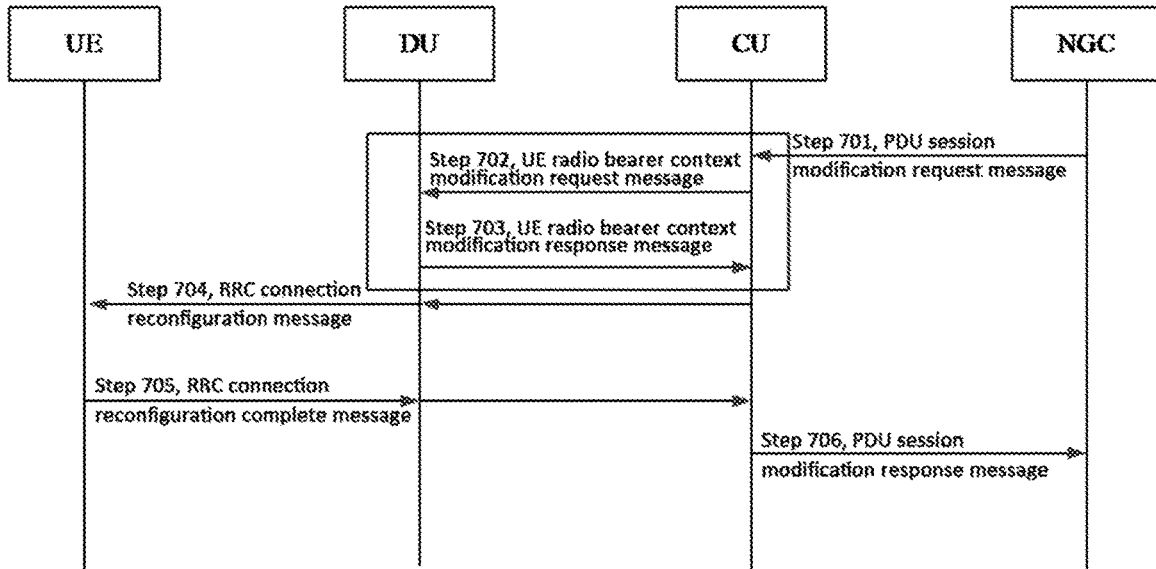 UE
DU
CU
NGC
Step 701, PDU session
modification request message
Step 702, UE radio bearer context
modification request message
Step 703, UE radio bearer context
modification response message
Step 704, RRC connection
reconfiguration message
Step 705, RRC connection
reconfiguration complete message
Step 706, PDU session
modification response message